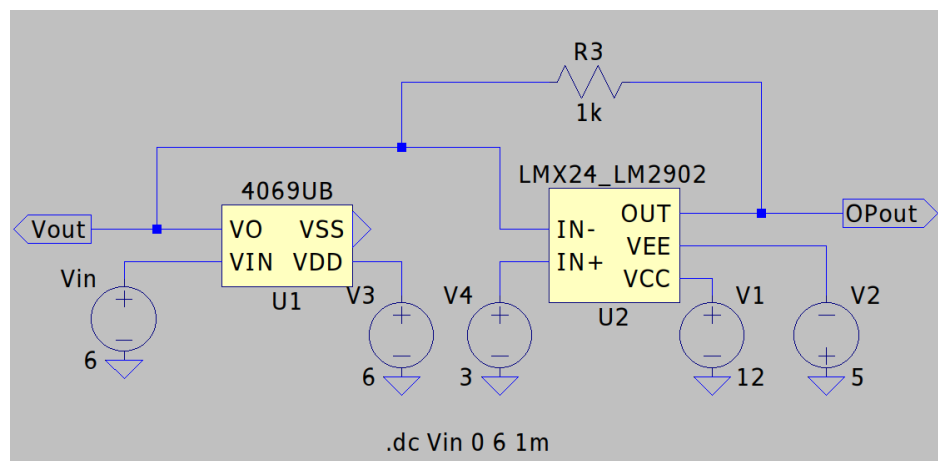 R3
1k
4069UB
LMX24_LM2902
Vout
VO
VSS
VIN
VDD
U1
IN-
IN+
OUT
VEE
VCC
U2
OPout
Vin
6
V3
6
V4
3
V1
12
V2
5
.dc Vin 0 6 1m